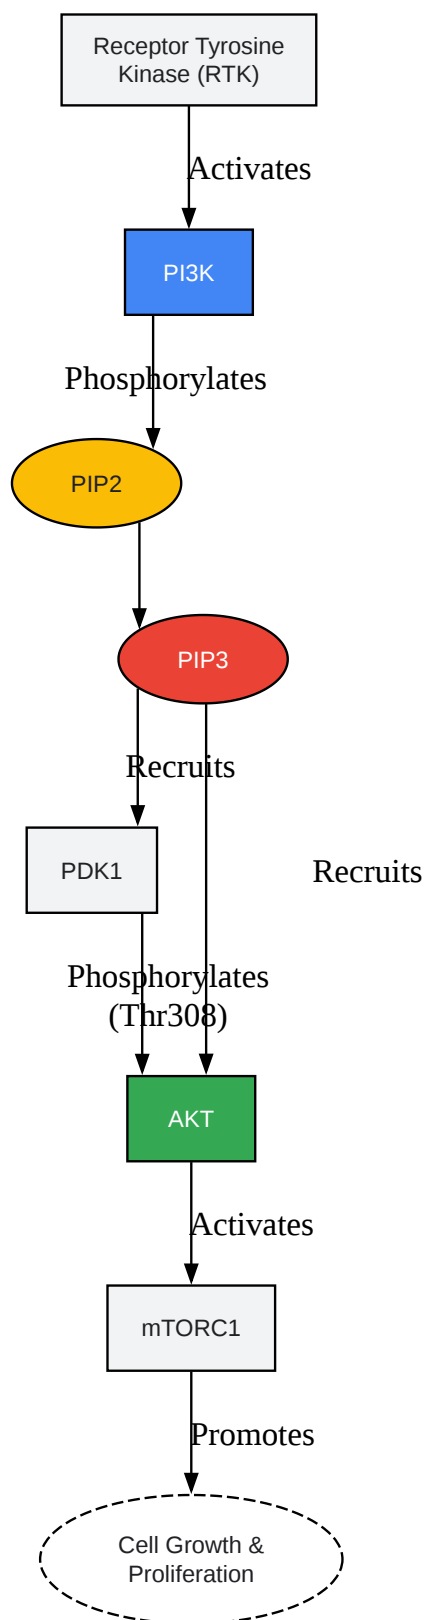 Receptor Tyrosine
Kinase (RTK)
Activates
PI3K
Phosphorylates
PIP2
PIP3
Recruits
PDK1
Recruits
Phosphorylates
(Thr308)
AKT
Activates
mTORC1
Promotes
Cell Growth &
Proliferation